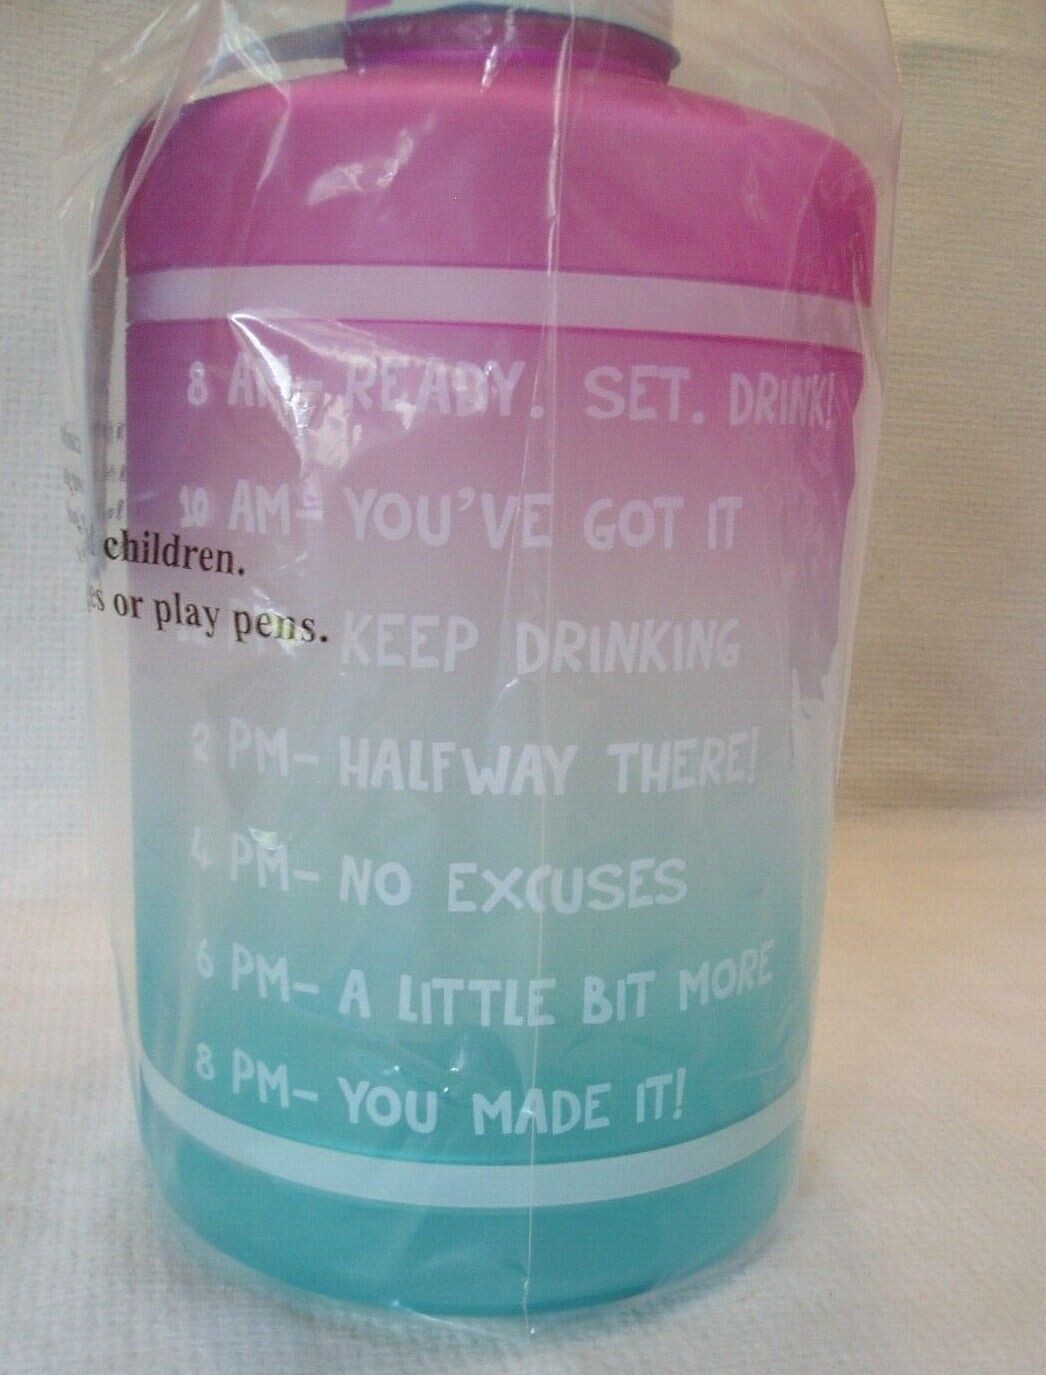 8 AM- READY. SET. DRINK!
10 AM- YOU'VE GOT IT
children.
or play pens.
KEEP DRINKING
2 PM- HALFWAY THERE!
4 PM- NO EXCUSES
6 PM- A LITTLE BIT MORE
8 PM- YOU MADE IT!